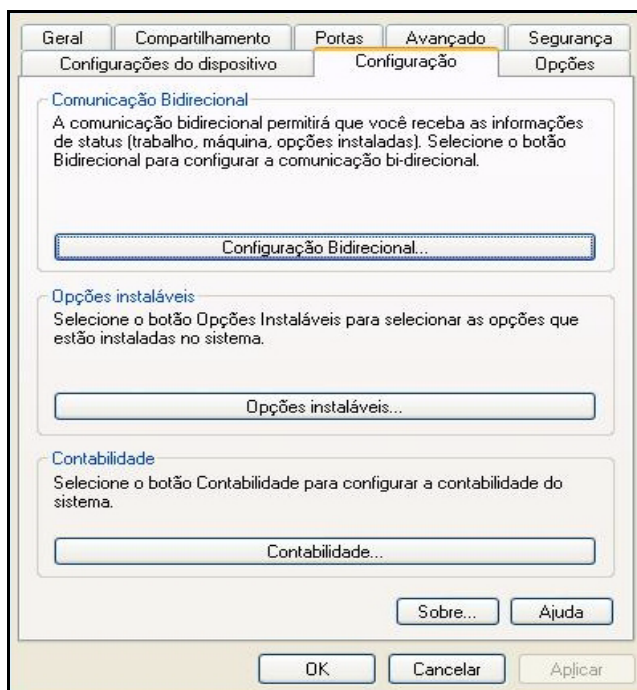 Geral Compartilhamento Portas Avançado Segurança
Configurações do dispositivo Configuração Opções
Comunicação Bidirecional
A comunicação bidirecional permitirá que você receba as informações
de status (trabalho, máquina, opções instaladas). Selecione o botão
Bidirecional para configurar a comunicação bi-direcional.
Configuração Bidirecional...
Opções instaláveis
Selecione o botão Opções Instaláveis para selecionar as opções que
estão instaladas no sistema.
Opções instaláveis...
Contabilidade
Selecione o botão Contabilidade para configurar a contabilidade do
sistema.
Contabilidade...
Sobre... Ajuda
OK Cancelar Aplicar